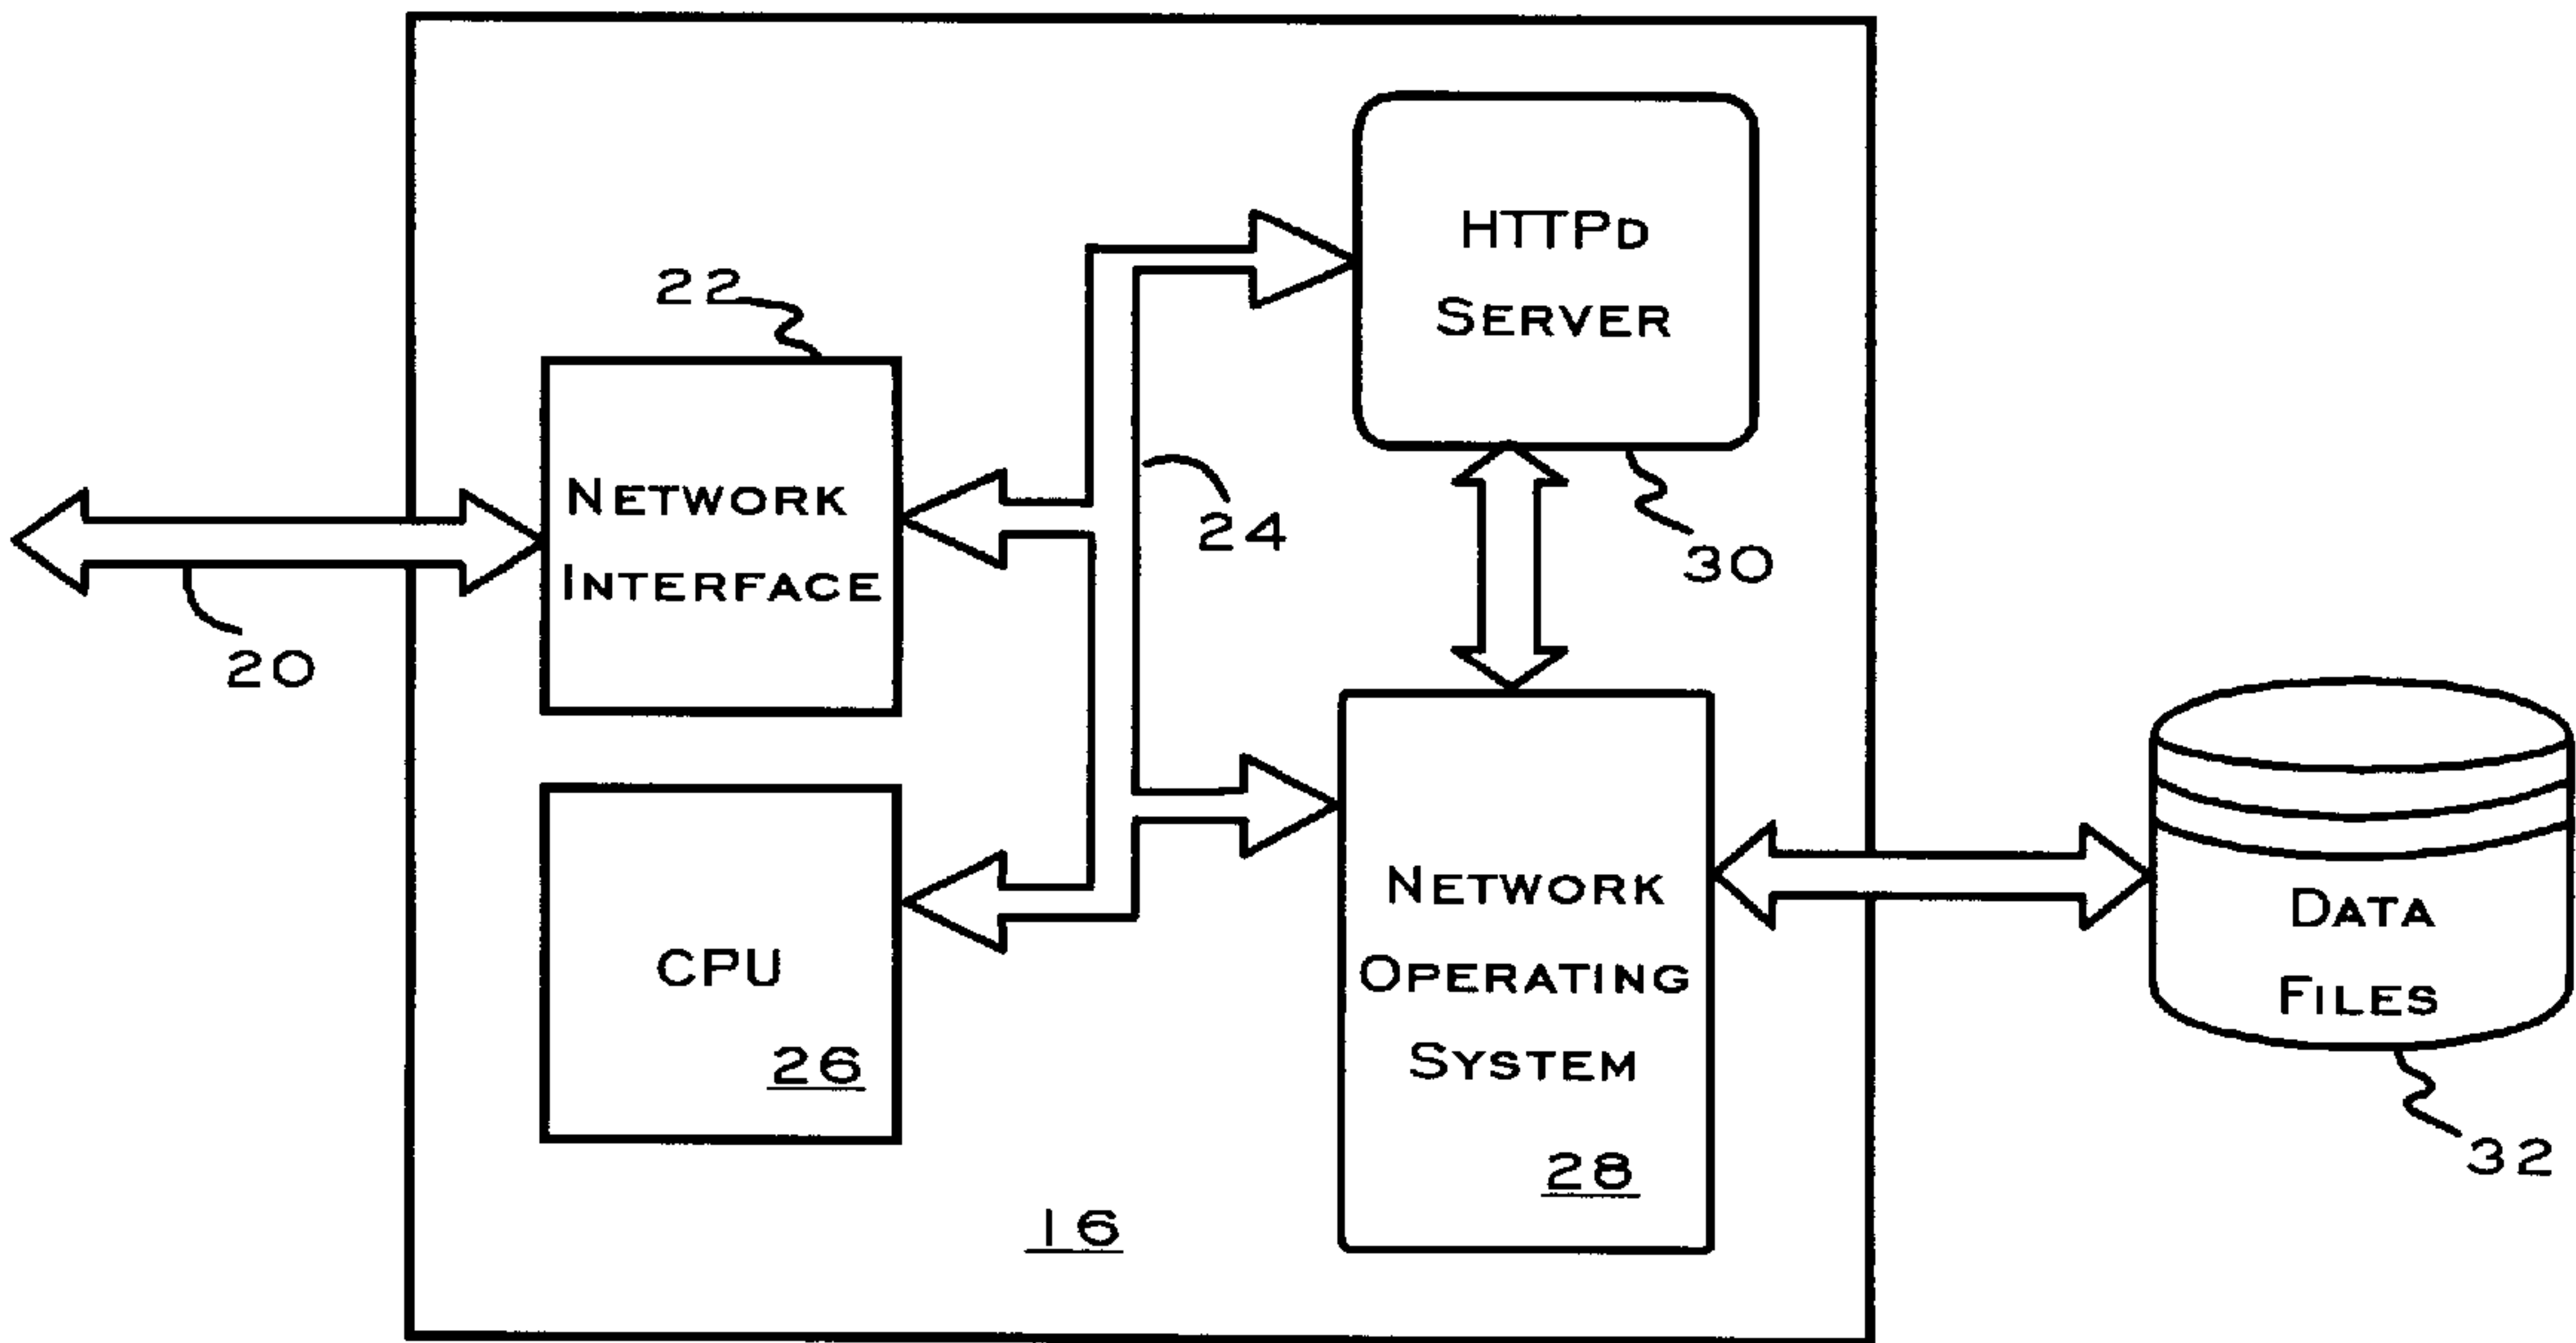 HTTPD
SERVER
22
NETWORK
INTERFACE
24
30
20
CPU
26
NETWORK
OPERATING
SYSTEM
28
DATA
FILES
32
16